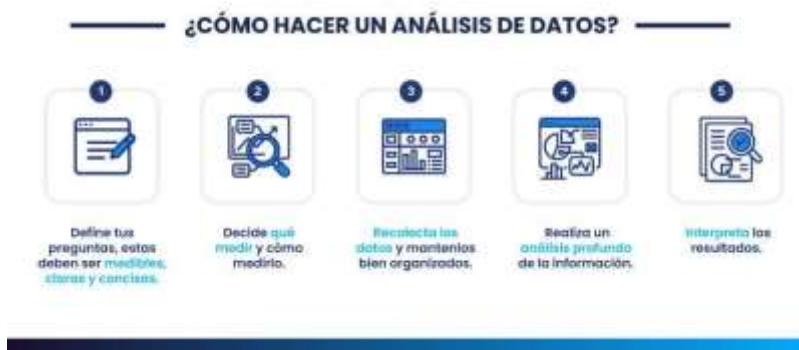 ¿CÓMO HACER UN ANÁLISIS DE DATOS?
1
Define tus
preguntas, estas
deben ser medibles,
claras y concisas.
2
Decide qué
medir y cómo
medirlo.
3
Recolecta los
datos y mantenlos
bien organizados.
4
Realiza un
análisis profundo
de la información.
5
Interpreta los
resultados.